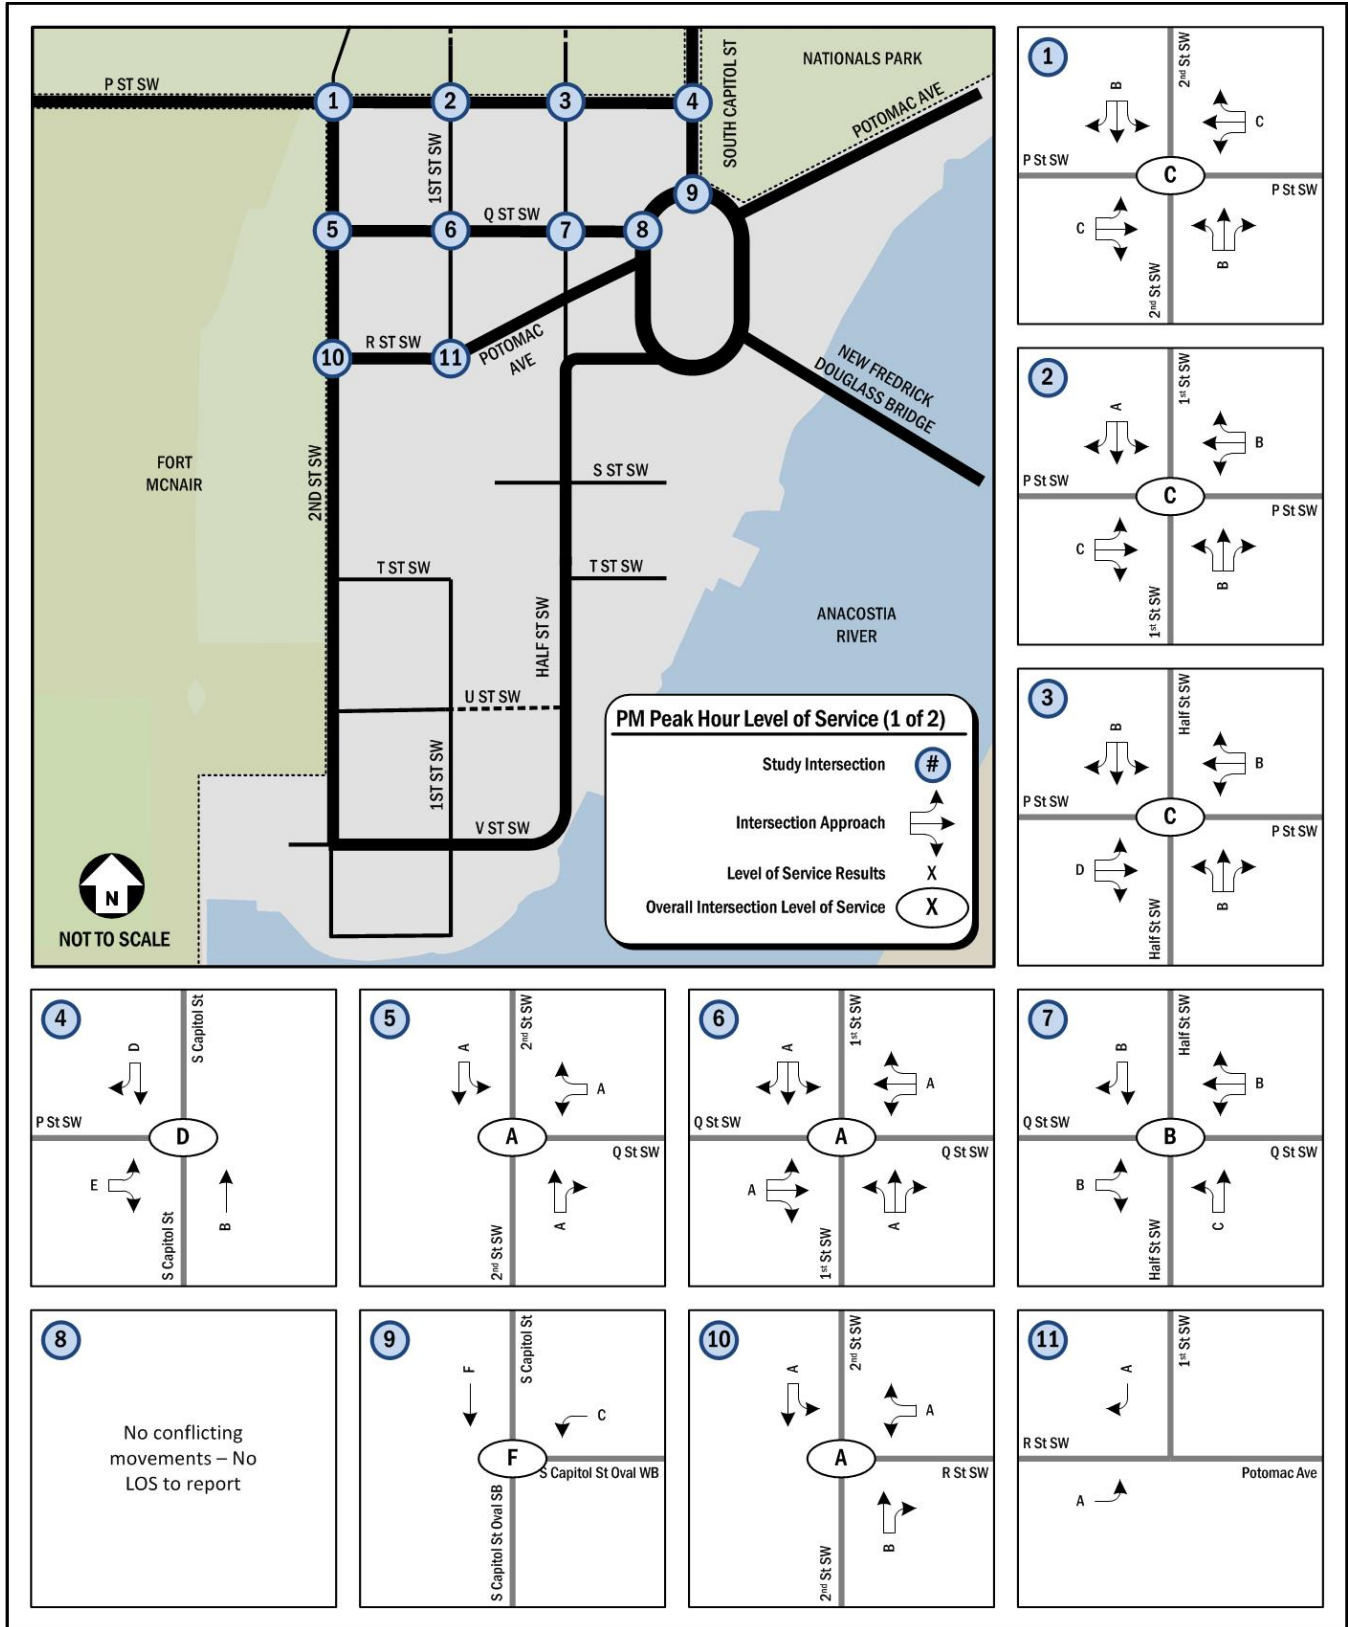 P ST SW
1
2
3
4
SOUTH CAPITOL ST
NATIONALS PARK
POTOMAC AVE
1ST ST SW
9
5
6
Q ST SW
7
8
10
R ST SW
11
POTOMAC
AVE
NEW FREDRICK
DOUGLASS BRIDGE
FORT
MCNAIR
2ND ST SW
S ST SW
T ST SW
T ST SW
HALF ST SW
ANACOSTIA
RIVER
U ST SW
1ST ST SW
V ST SW
N
NOT TO SCALE
PM Peak Hour Level of Service (1 of 2)
Study Intersection
#
Intersection Approach
Level of Service Results
X
Overall Intersection Level of Service
X
1
2nd St SW
B
C
P St SW
C
P St SW
C
B
2nd St SW
2
1st St SW
A
B
P St SW
C
P St SW
C
B
1st St SW
3
Half St SW
B
B
P St SW
C
P St SW
D
B
Half St SW
4
S Capitol St
D
P St SW
D
E
B
S Capitol St
5
2nd St SW
A
A
A
Q St SW
A
2nd St SW
6
1st St SW
A
A
Q St SW
A
Q St SW
A
A
1st St SW
7
Half St SW
B
B
Q St SW
B
Q St SW
B
C
Half St SW
8
No conflicting
movements – No
LOS to report
9
S Capitol St
F
C
F
S Capitol St Oval WB
S Capitol St Oval SB
10
2nd St SW
A
A
A
R St SW
B
2nd St SW
11
1st St SW
A
R St SW
Potomac Ave
A